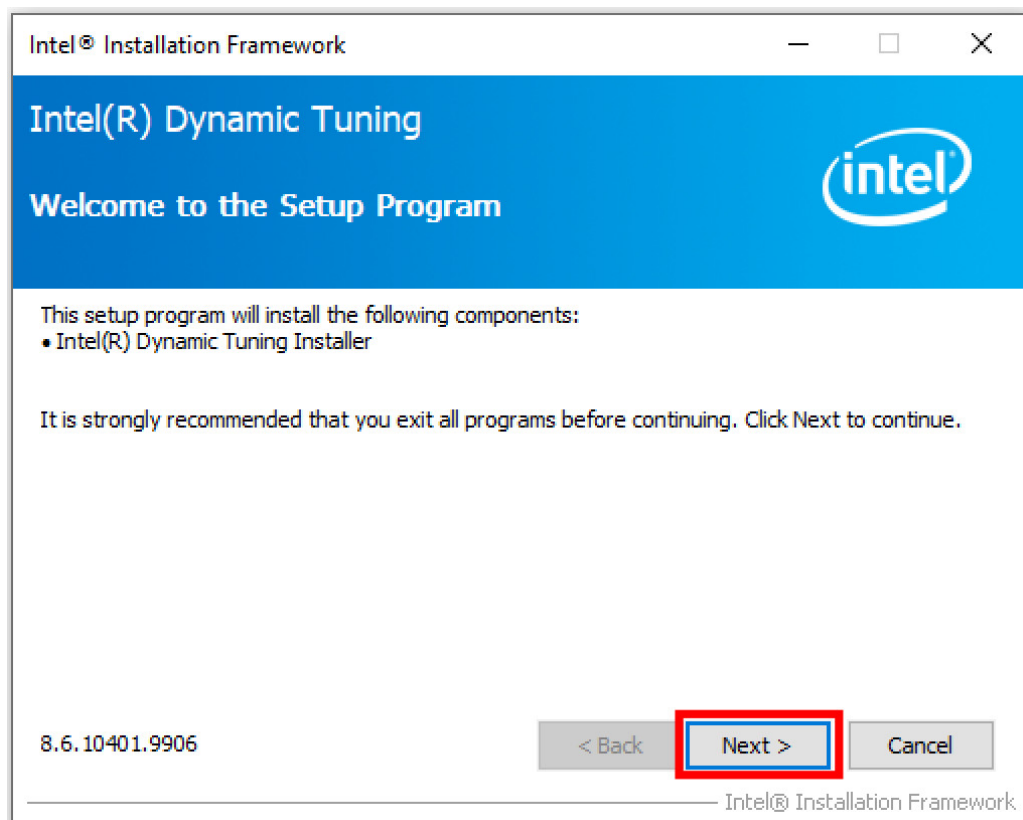 Intel® Installation Framework
Intel(R) Dynamic Tuning
intel
Welcome to the Setup Program
This setup program will install the following components:
• Intel(R) Dynamic Tuning Installer
It is strongly recommended that you exit all programs before continuing. Click Next to continue.
8.6.10401.9906
< Back Next > Cancel
Intel® Installation Framework